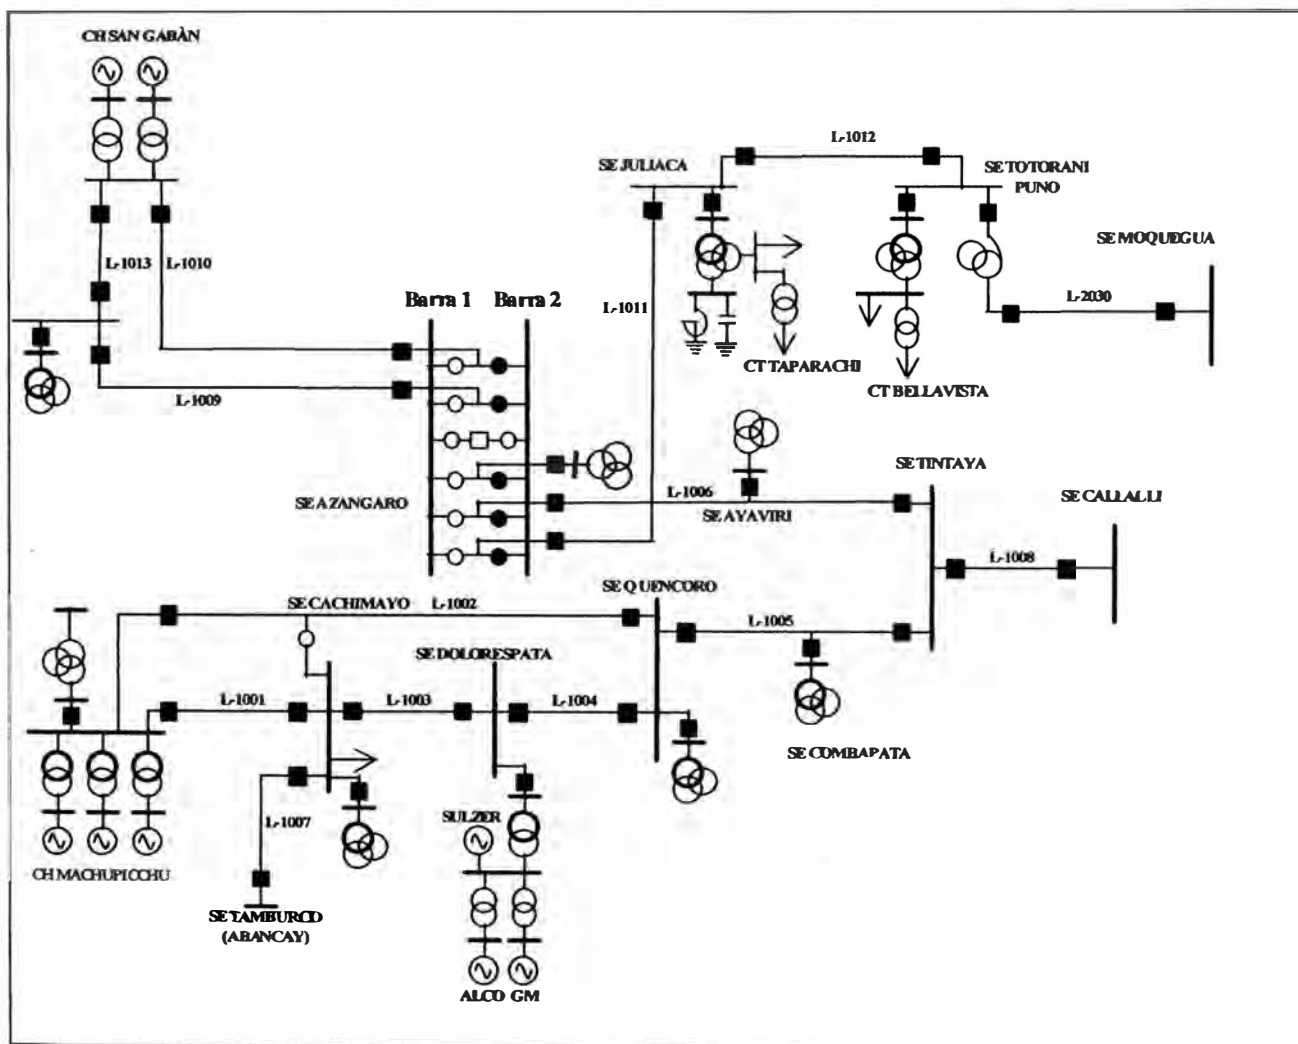 CH SAN GABÀN
L-1012
SE JULIACA
SE TOTORANI
PUNO
SE MOQUEGUA
L-1013
L-1010
Barra 1
Barra 2
L-1011
L-2030
CT TAPARACHI
CT BELLAVISTA
L-1009
SE TINTAYA
SE CALLALLI
L-1006
SE AZANGARO
SE AYAVIRI
L-1008
SE QUENCORO
SE CACHIMAYO
L-1002
L-1005
SE DOLORESPATA
L-1001
L-1003
L-1004
SE COMBAPATA
L-1007
SULZER
CH MACHUPICCHU
SE TAMBURCO
(ABANCAY)
ALCO GM